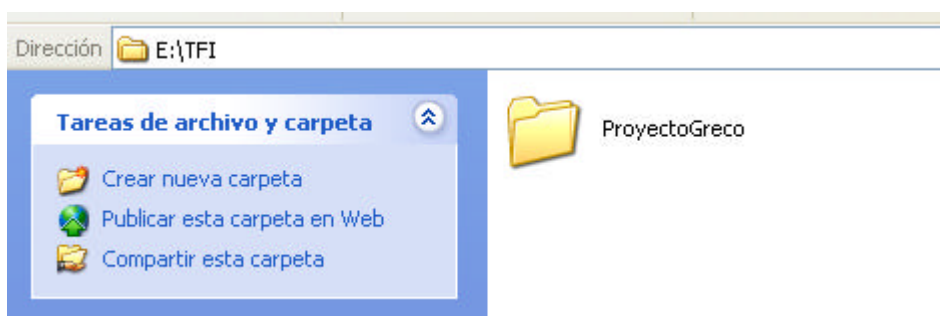 Dirección E:\TFI
Tareas de archivo y carpeta
Crear nueva carpeta
Publicar esta carpeta en Web
Compartir esta carpeta
ProyectoGreco